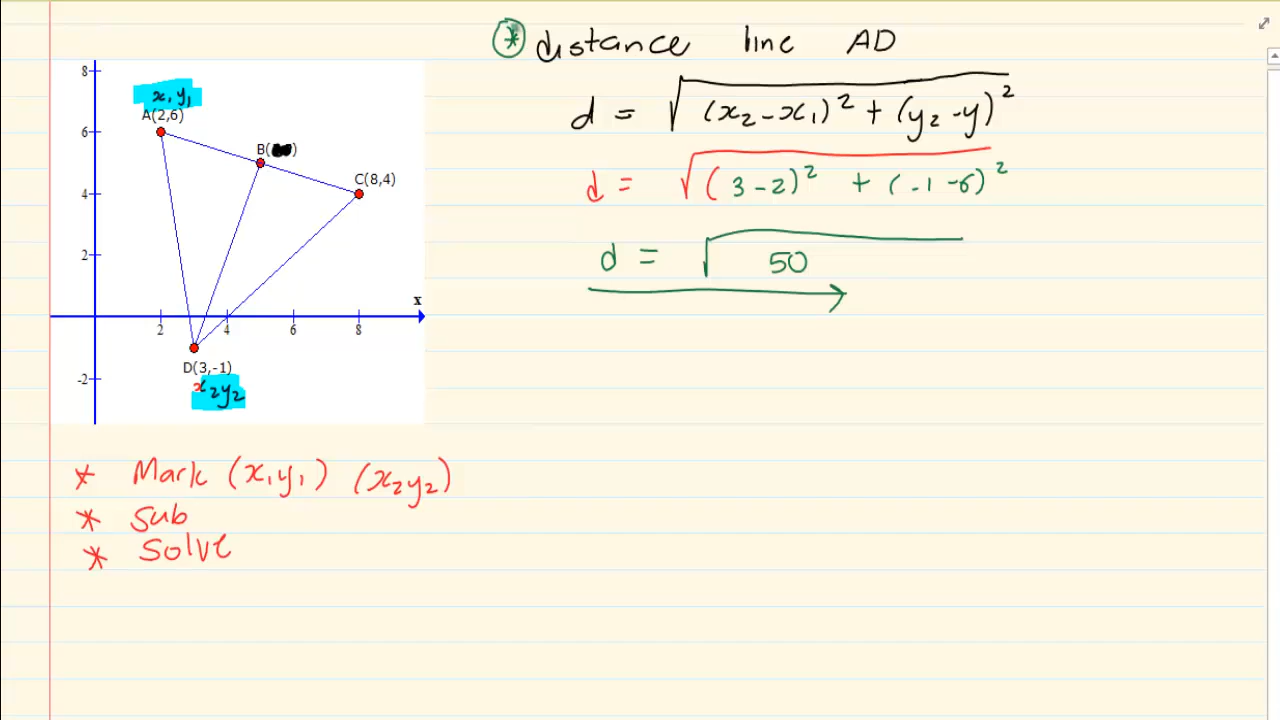 * distance line AD
d = √(x₂-x₁)² + (y₂-y)²
d = √(3-2)² + (-1-6)²
d = √50
8
6
4
2
-2
2 4 6 8
x
x, y₁
A(2,6)
B( )
C(8,4)
D(3,-1)
x₂y₂
* Mark (x₁y₁) (x₂y₂)
* Sub
* Solve